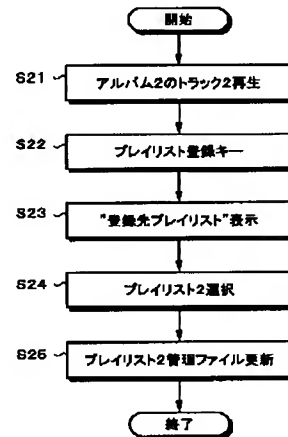 開始
S21 アルバム2のトラック2再生
S22 プレイリスト登録キー
S23 "登録先プレイリスト"表示
S24 プレイリスト2選択
S25 プレイリスト2管理ファイル更新
終了